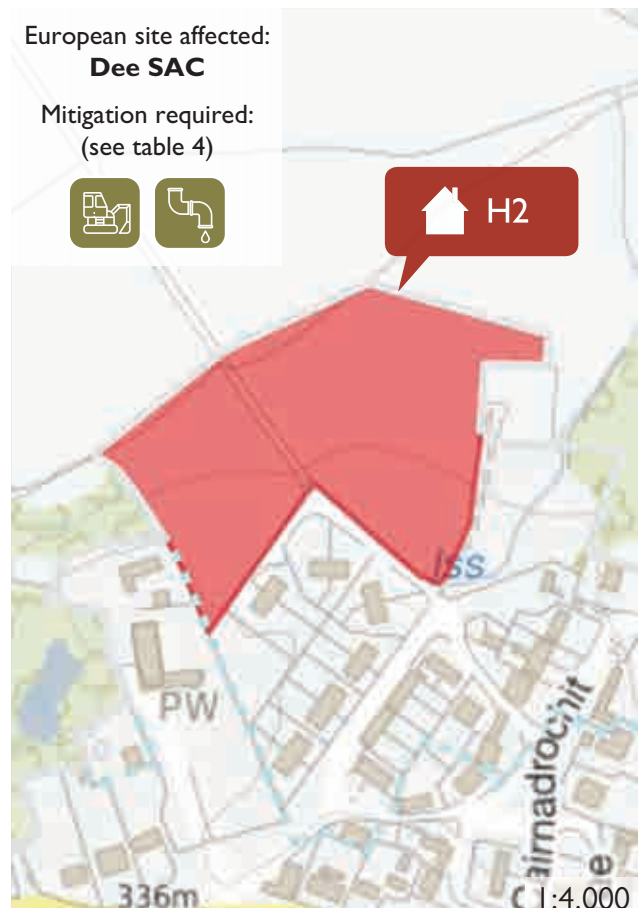 European site affected:
Dee SAC
Mitigation required:
(see table 4)
H2
Iss
PW
336m
1:4,000